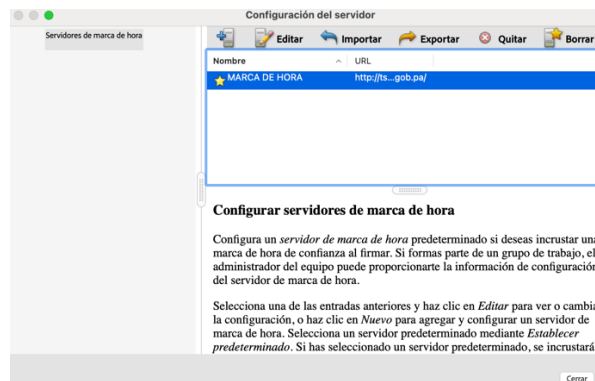 Configuración del servidor
Servidores de marca de hora
Editar Importar Exportar Quitar Borrar
Nombre URL
MARCA DE HORA http://ts...gob.pa/
Configurar servidores de marca de hora
Configura un servidor de marca de hora predeterminado si deseas incrustar una
marca de hora de confianza al firmar. Si formas parte de un grupo de trabajo, el
administrador del equipo puede proporcionarte la información de configuración
del servidor de marca de hora.
Selecciona una de las entradas anteriores y haz clic en Editar para ver o cambia
la configuración, o haz clic en Nuevo para agregar y configurar un servidor de
marca de hora. Selecciona un servidor predeterminado mediante Establecer
predeterminado. Si has seleccionado un servidor predeterminado, se incrustará
Cerrar